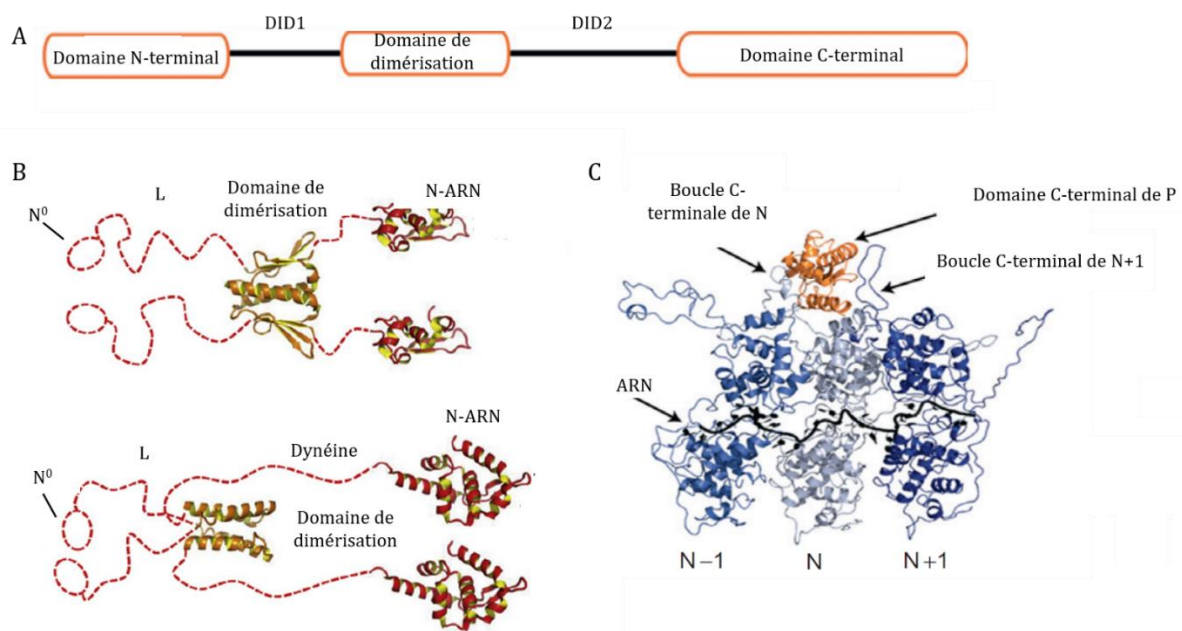 A
DID1
DID2
Domaine N-terminal
Domaine de
dimérisation
Domaine C-terminal
B
L
Domaine de
dimérisation
N-ARN
N⁰
N-ARN
L
Dynéine
N⁰
Domaine de
dimérisation
C
Boucle C-
terminale de N
Domaine C-terminal de P
Boucle C-terminal de N+1
ARN
N–1
N
N+1